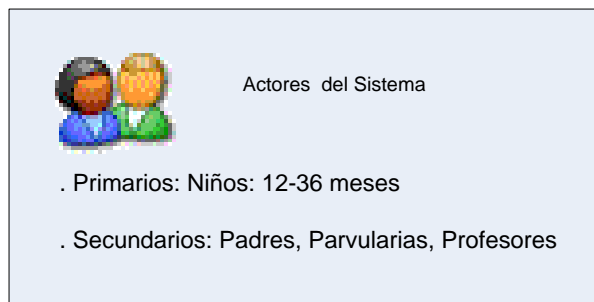 Actores del Sistema
. Primarios: Niños: 12-36 meses
. Secundarios: Padres, Parvularias, Profesores